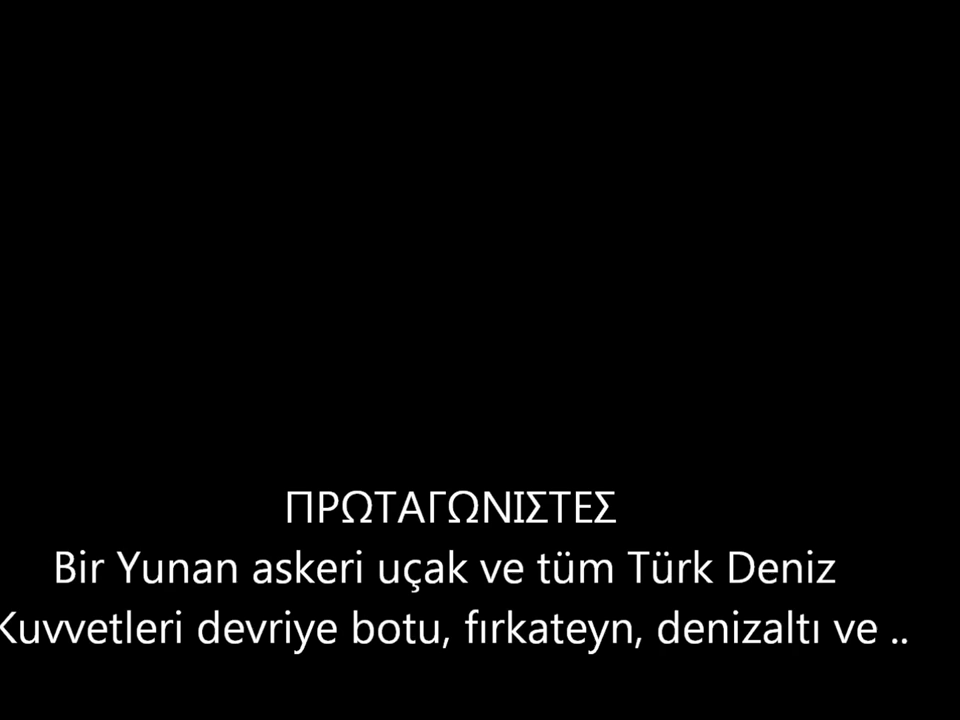 ΠΡΩΤΑΓΩΝΙΣΤΕΣ
Bir Yunan askeri uçak ve tüm Türk Deniz
Kuvvetleri devriye botu, fırkateyn, denizaltı ve ..